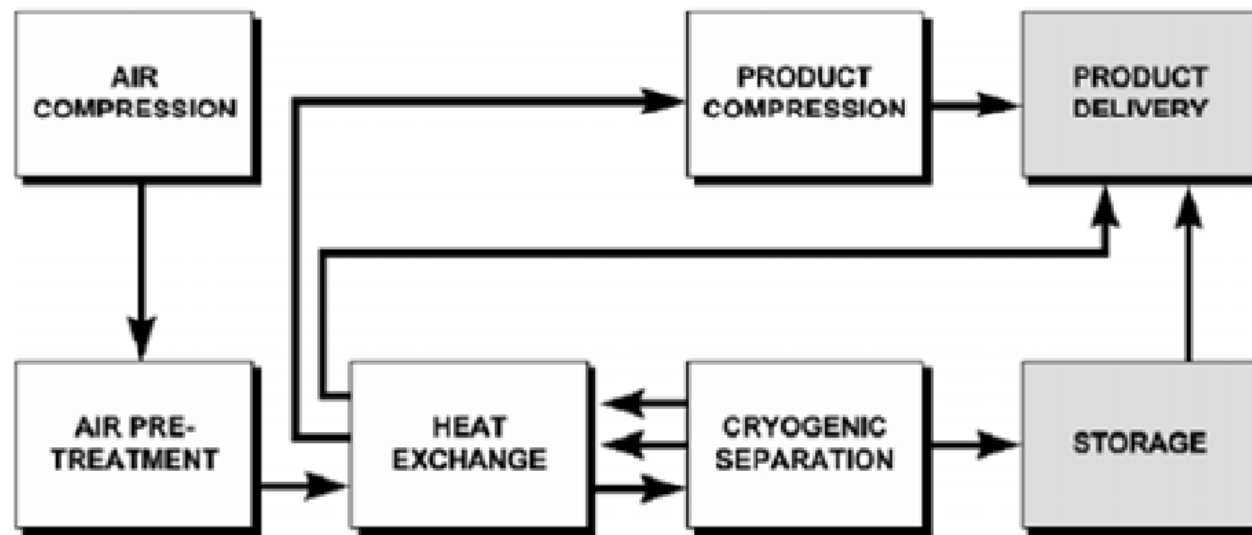 AIR
COMPRESSION
PRODUCT
COMPRESSION
PRODUCT
DELIVERY
AIR PRE-
TREATMENT
HEAT
EXCHANGE
CRYOGENIC
SEPARATION
STORAGE